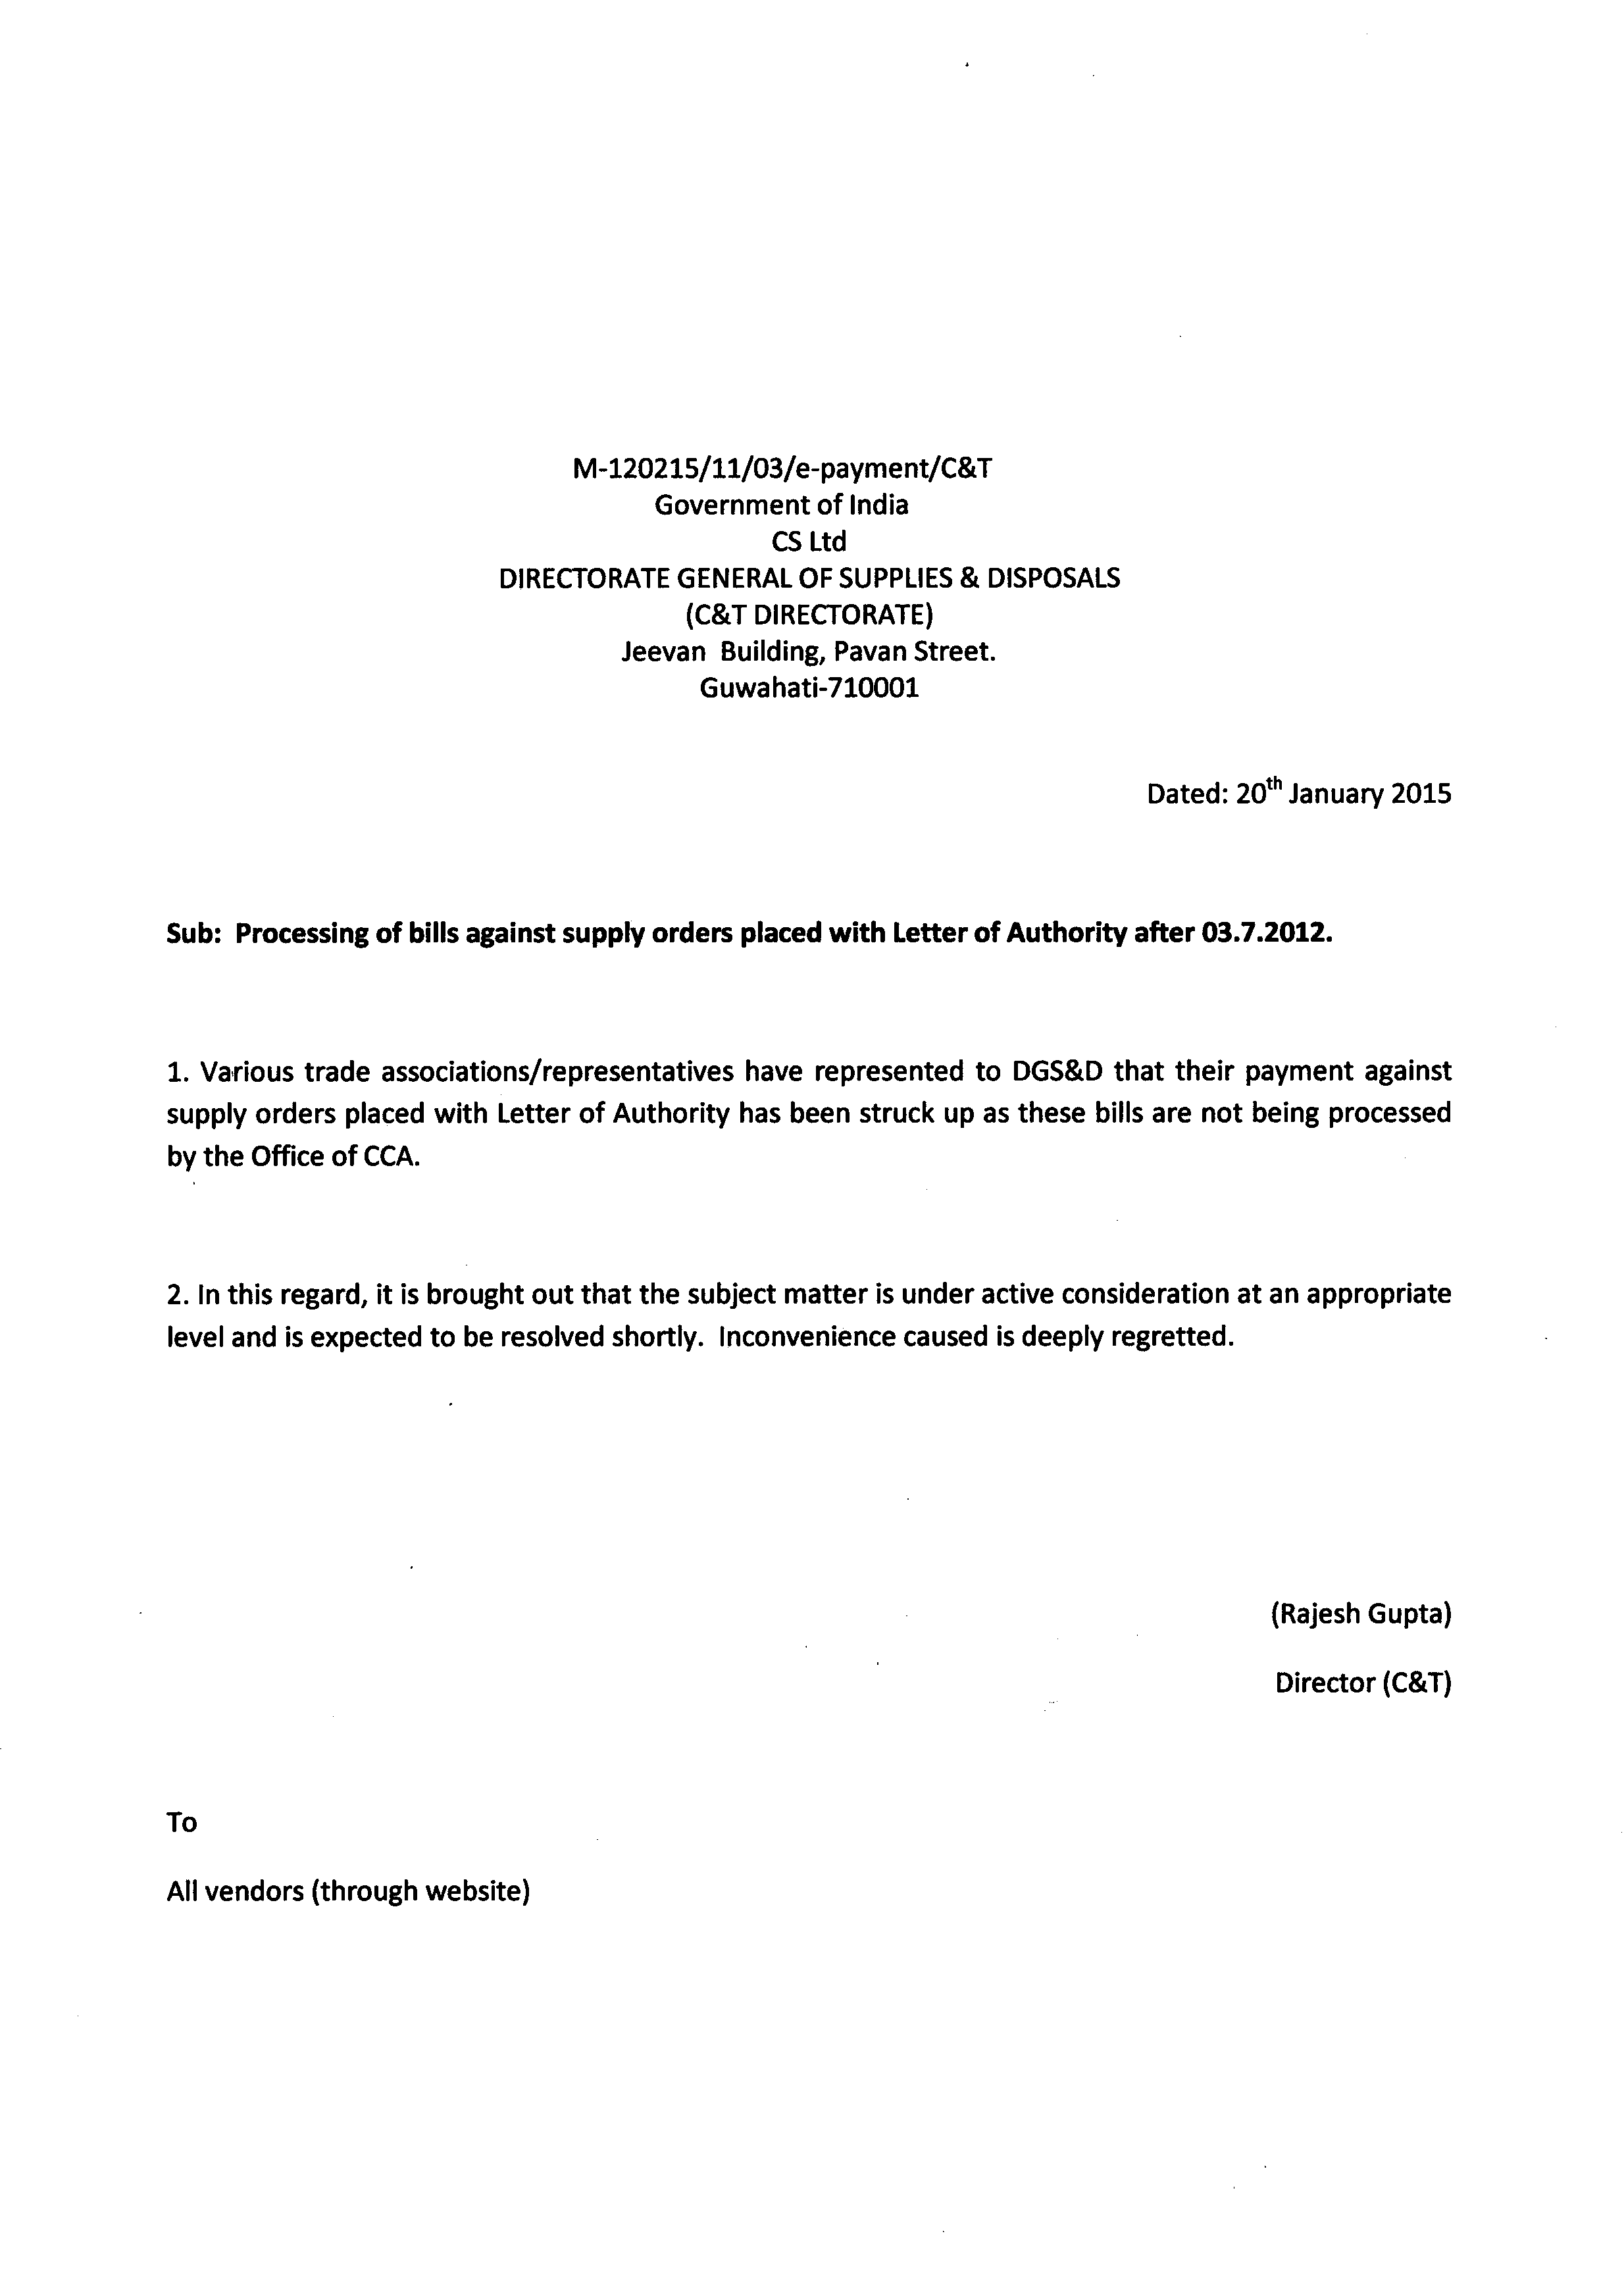 M-120215/11/03/e-payment/C&T
Government of India
CS Ltd
DIRECTORATE GENERAL OF SUPPLIES & DISPOSALS
(C&T DIRECTORATE)
Jeevan Building, Pavan Street.
Guwahati-710001
Dated: 20th January 2015
Sub: Processing of bills against supply orders placed with Letter of Authority after 03.7.2012.
1. Various trade associations/representatives have represented to DGS&D that their payment against
supply orders placed with Letter of Authority has been struck up as these bills are not being processed
by the Office of CCA.
2. In this regard, it is brought out that the subject matter is under active consideration at an appropriate
level and is expected to be resolved shortly. Inconvenience caused is deeply regretted.
(Rajesh Gupta)
Director (C&T)
To
All vendors (through website)